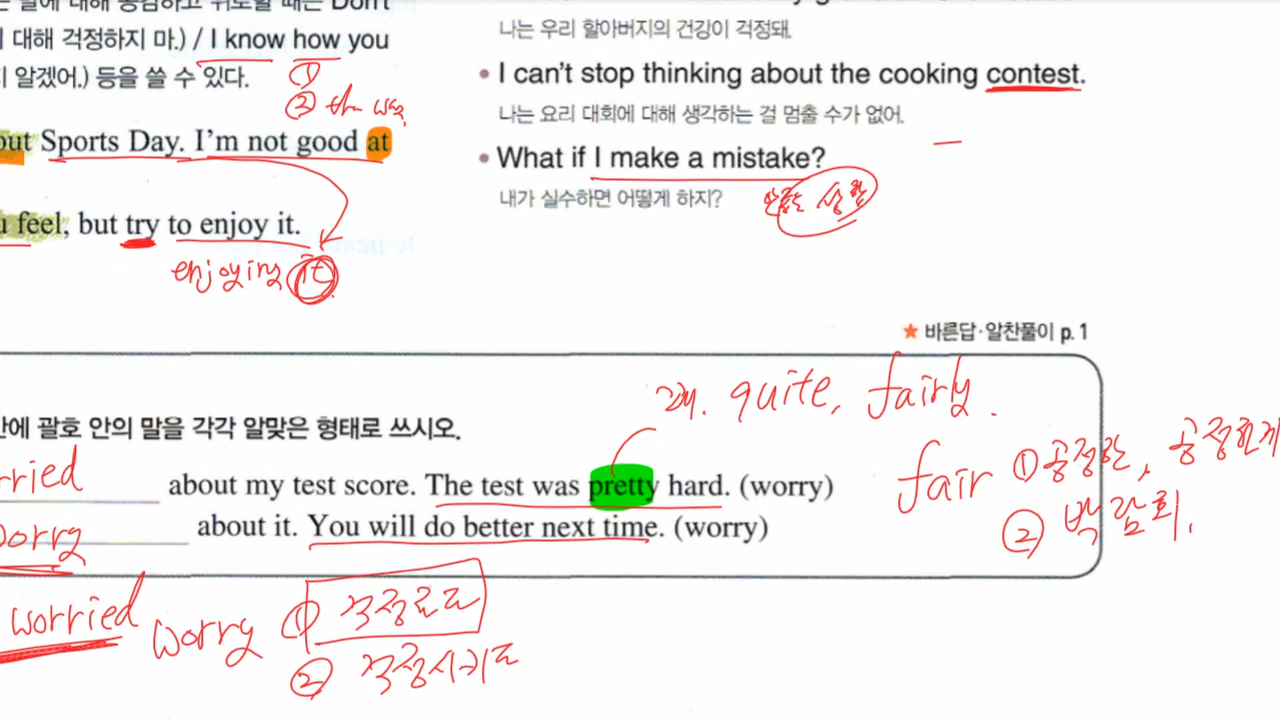 대해 걱정하지 마.) / I know how you
알겠어.) 등을 쓸 수 있다.
①
② the way
out Sports Day. I'm not good at
u feel, but try to enjoy it.
enjoying it
나는 우리 할아버지의 건강이 걱정돼.
• I can't stop thinking about the cooking contest.
나는 요리 대회에 대해 생각하는 걸 멈출 수가 없어.
• What if I make a mistake?
내가 실수하면 어떻게 하지?
상황
★ 바른답·알찬풀이 p. 1
꽤. quite, fairly.
안에 괄호 안의 말을 각각 알맞은 형태로 쓰시오.
rried about my test score. The test was pretty hard. (worry)
orry about it. You will do better next time. (worry)
fair ① 공정한, 공정하게
② 박람회.
worried worry ① 걱정하다
② 걱정시키다